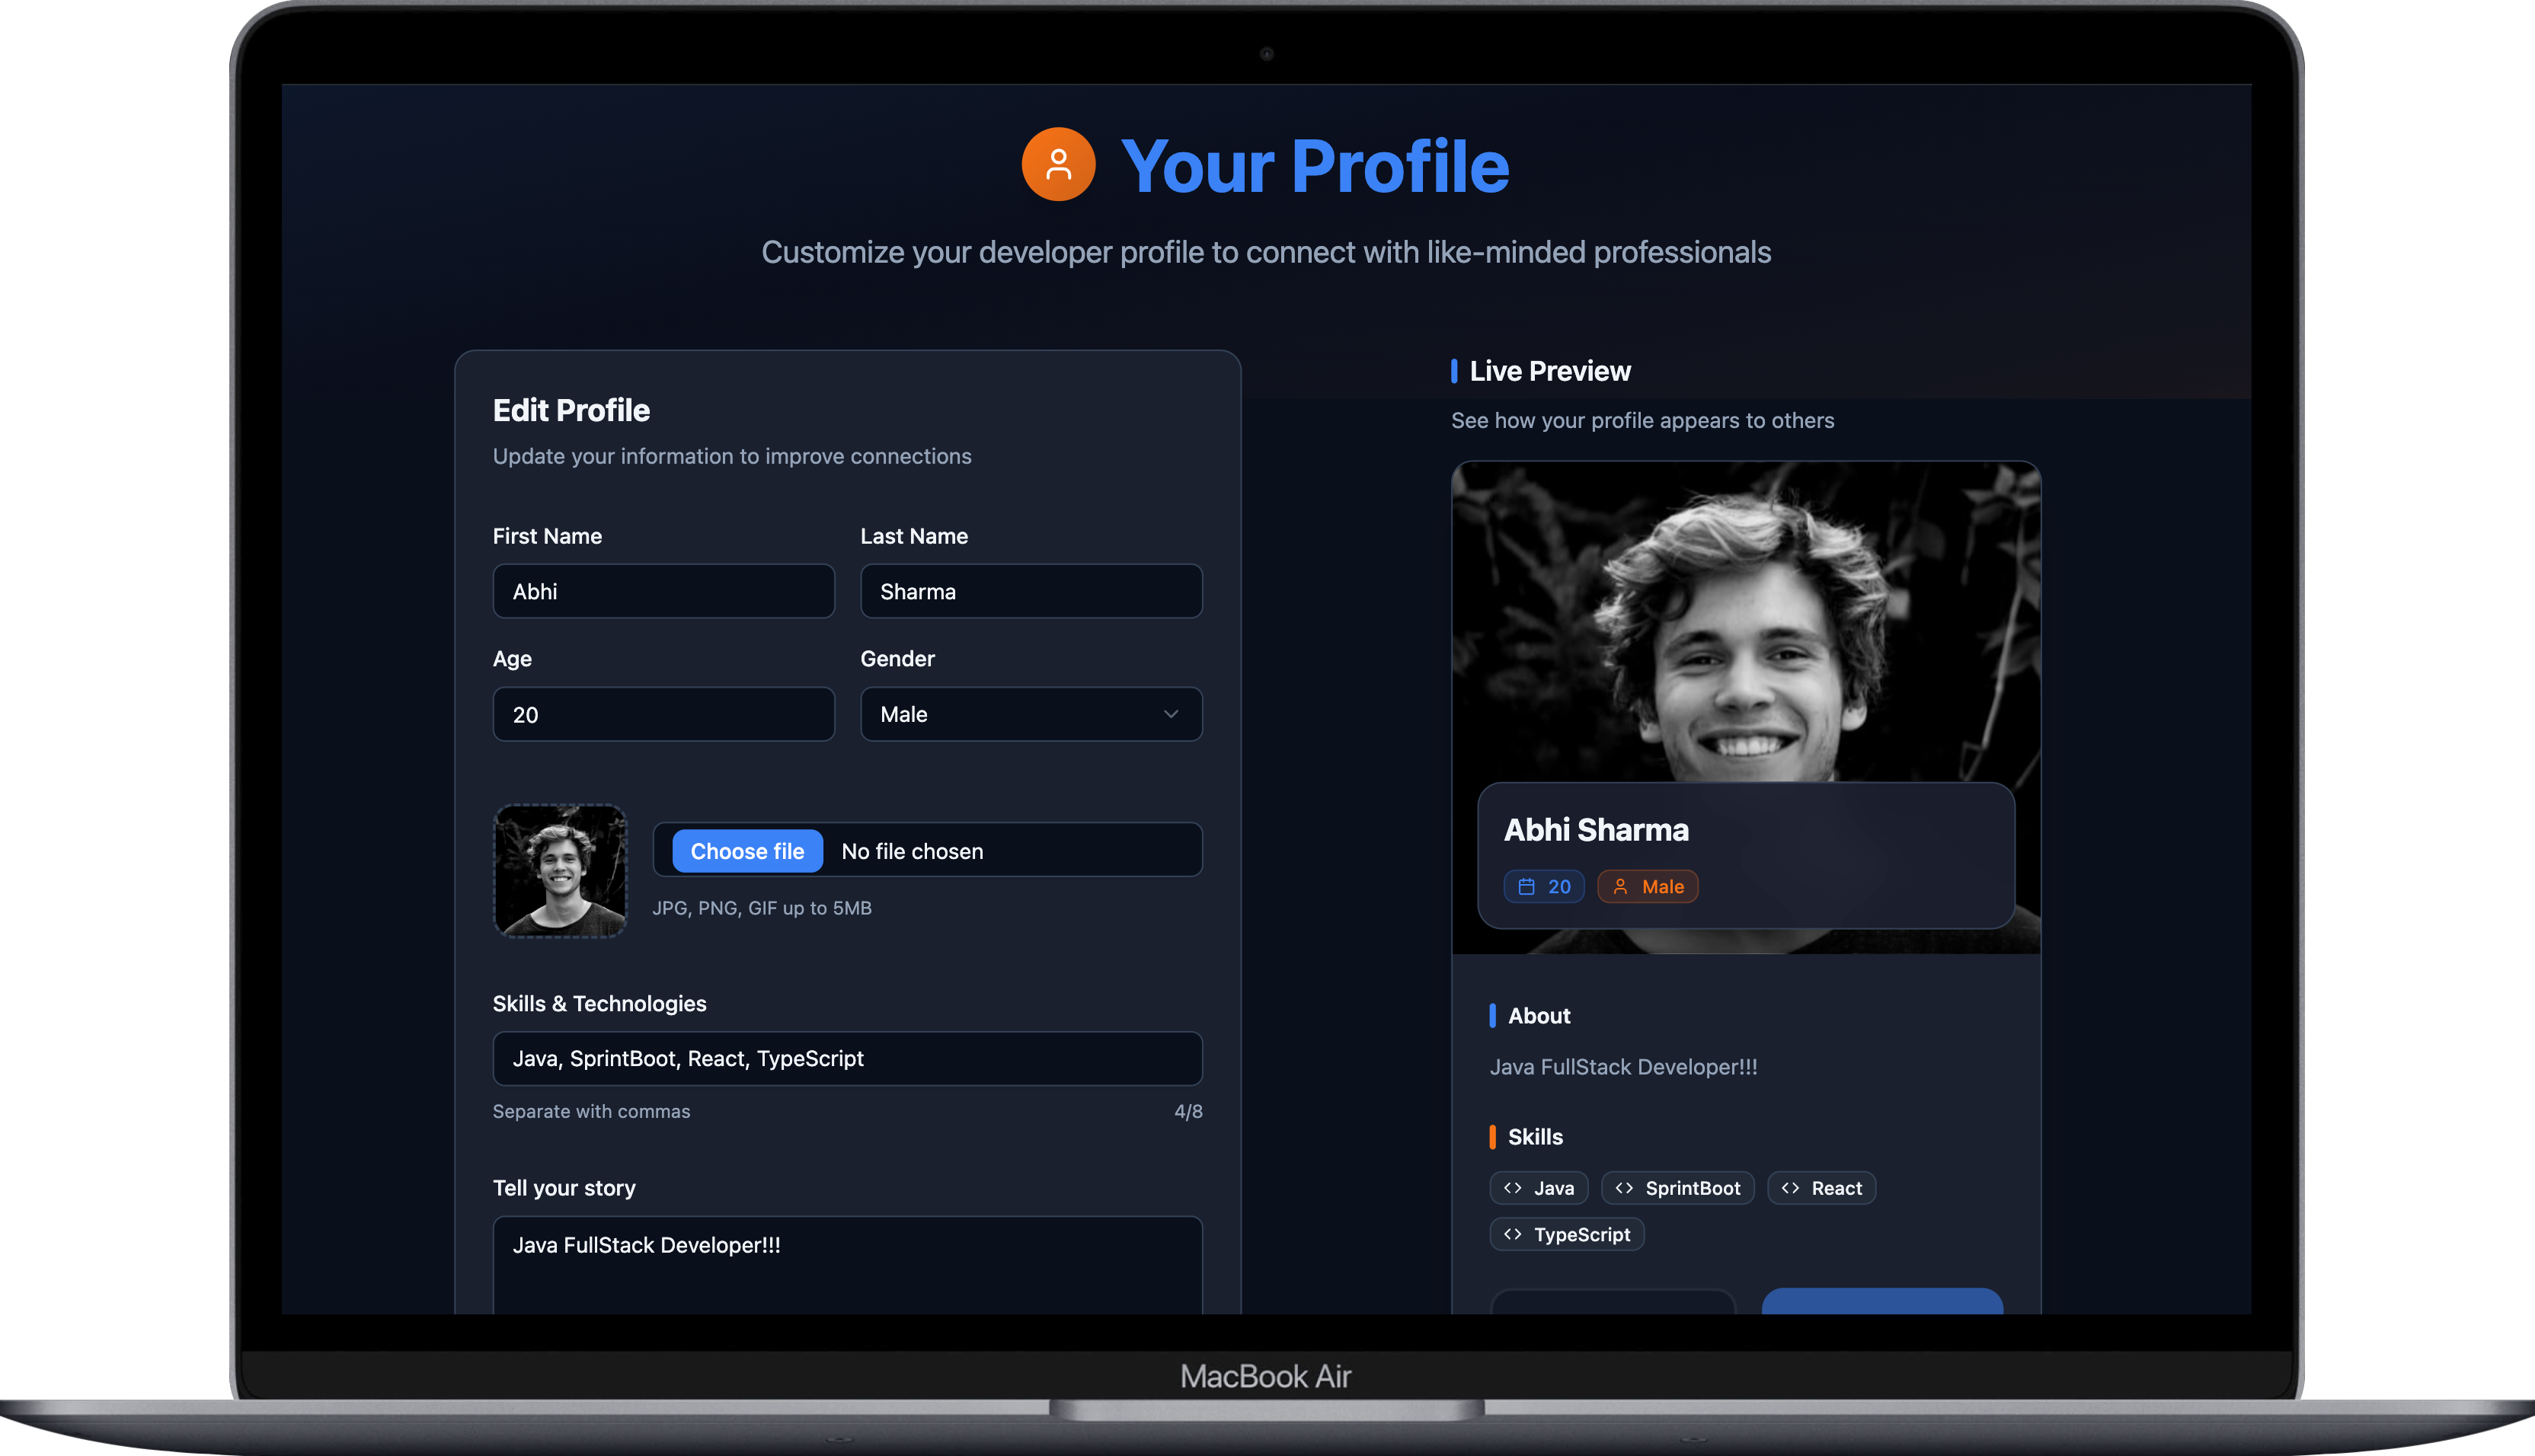 Your Profile
Customize your developer profile to connect with like-minded professionals
Edit Profile
Update your information to improve connections
First Name
Last Name
Abhi
Sharma
Age
Gender
20
Male
Choose file
No file chosen
JPG, PNG, GIF up to 5MB
Skills & Technologies
Java, SprintBoot, React, TypeScript
Separate with commas
4/8
Tell your story
Java FullStack Developer!!!
Live Preview
See how your profile appears to others
Abhi Sharma
20
Male
About
Java FullStack Developer!!!
Skills
Java
SprintBoot
React
TypeScript
MacBook Air